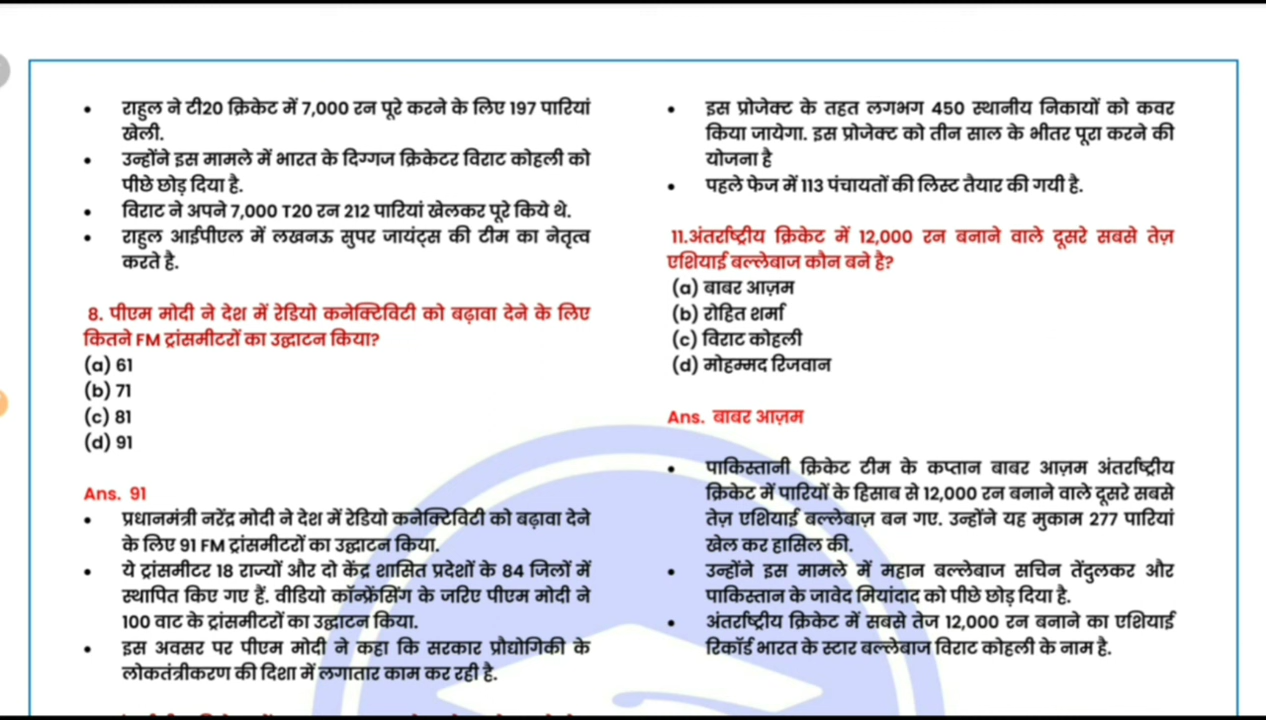 • राहुल ने टी20 क्रिकेट में 7,000 रन पूरे करने के लिए 197 पारियां
खेली.
• उन्होंने इस मामले में भारत के दिग्गज क्रिकेटर विराट कोहली को
पीछे छोड़ दिया है.
• विराट ने अपने 7,000 T20 रन 212 पारियां खेलकर पूरे किये थे.
• राहुल आईपीएल में लखनऊ सुपर जायंट्स की टीम का नेतृत्व
करते है.
8. पीएम मोदी ने देश में रेडियो कनेक्टिविटी को बढ़ावा देने के लिए
कितने FM ट्रांसमीटरों का उद्घाटन किया?
(a) 61
(b) 71
(c) 81
(d) 91
Ans. 91
• प्रधानमंत्री नरेंद्र मोदी ने देश में रेडियो कनेक्टिविटी को बढ़ावा देने
के लिए 91 FM ट्रांसमीटरों का उद्घाटन किया.
• ये ट्रांसमीटर 18 राज्यों और दो केंद्र शासित प्रदेशों के 84 जिलों में
स्थापित किए गए हैं. वीडियो कॉन्फ्रेंसिंग के जरिए पीएम मोदी ने
100 वाट के ट्रांसमीटरों का उद्घाटन किया.
• इस अवसर पर पीएम मोदी ने कहा कि सरकार प्रौद्योगिकी के
लोकतंत्रीकरण की दिशा में लगातार काम कर रही है.
• इस प्रोजेक्ट के तहत लगभग 450 स्थानीय निकायों को कवर
किया जायेगा. इस प्रोजेक्ट को तीन साल के भीतर पूरा करने की
योजना है
• पहले फेज में 113 पंचायतों की लिस्ट तैयार की गयी है.
11.अंतर्राष्ट्रीय क्रिकेट में 12,000 रन बनाने वाले दूसरे सबसे तेज़
एशियाई बल्लेबाज कौन बने है?
(a) बाबर आज़म
(b) रोहित शर्मा
(c) विराट कोहली
(d) मोहम्मद रिजवान
Ans. बाबर आज़म
• पाकिस्तानी क्रिकेट टीम के कप्तान बाबर आज़म अंतर्राष्ट्रीय
क्रिकेट में पारियों के हिसाब से 12,000 रन बनाने वाले दूसरे सबसे
तेज़ एशियाई बल्लेबाज़ बन गए. उन्होंने यह मुकाम 277 पारियां
खेल कर हासिल की.
• उन्होंने इस मामले में महान बल्लेबाज सचिन तेंदुलकर और
पाकिस्तान के जावेद मियांदाद को पीछे छोड़ दिया है.
• अंतर्राष्ट्रीय क्रिकेट में सबसे तेज 12,000 रन बनाने का एशियाई
रिकॉर्ड भारत के स्टार बल्लेबाज विराट कोहली के नाम है.